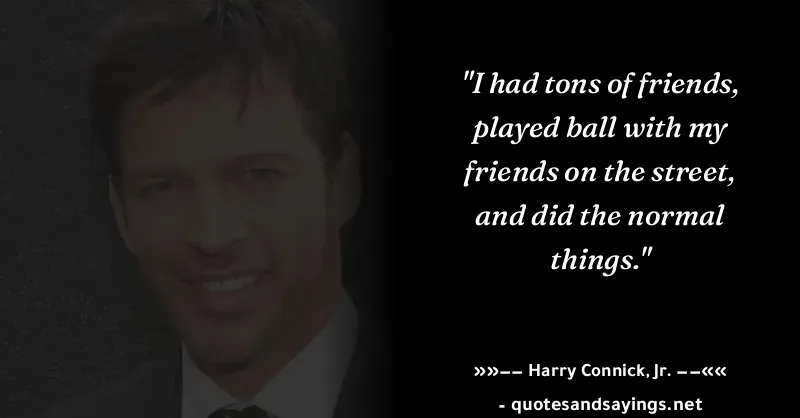 "I had tons of friends,
played ball with my
friends on the street,
and did the normal
things."
»»−− Harry Connick, Jr. −−««
- quotesandsayings.net